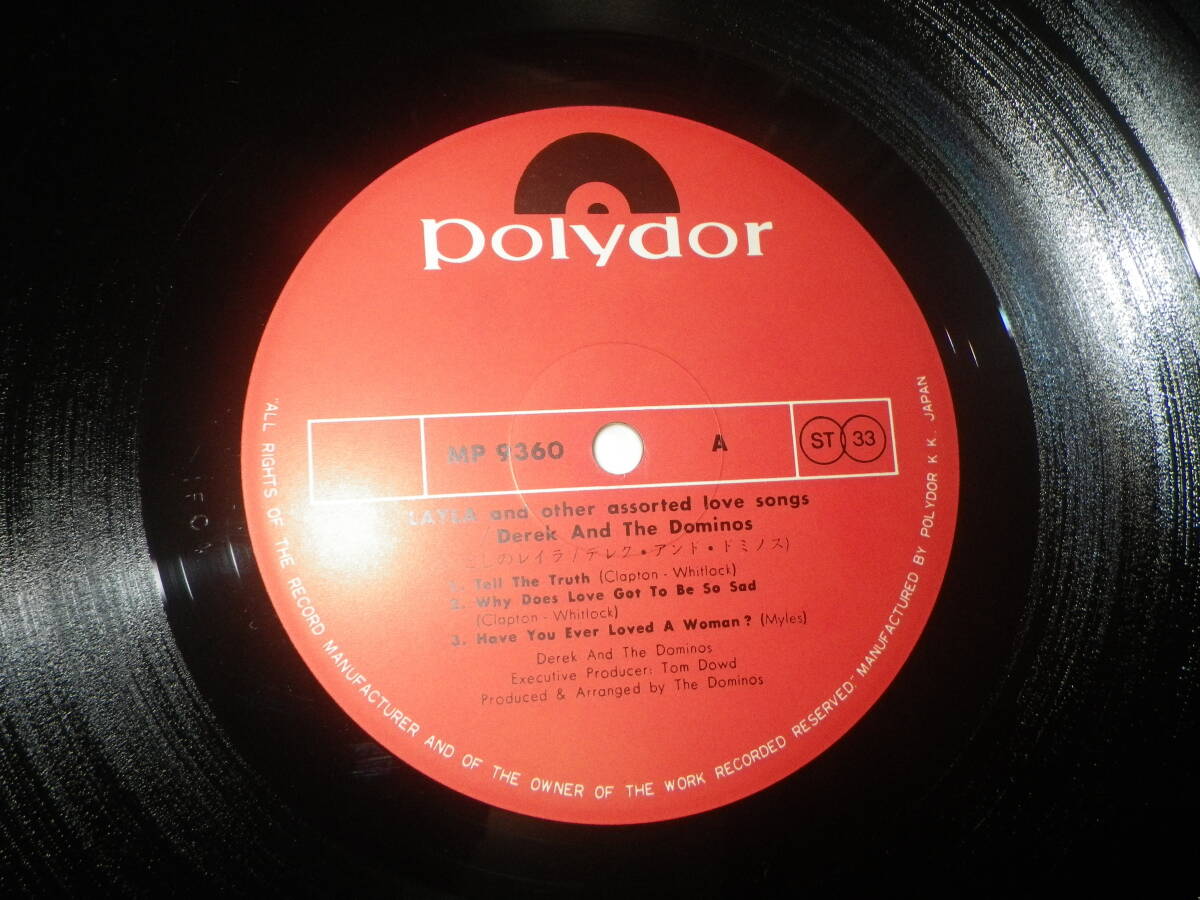 polydor
MP 9360
A
ST 33
LAYLA and other assorted love songs
Derek And The Dominos
のレイラ/デレク・アンド・ドミノス)
1. Tell The Truth (Clapton - Whitlock)
2. Why Does Love Got To Be So Sad
(Clapton - Whitlock)
3. Have You Ever Loved A Woman? (Myles)
Derek And The Dominos
Executive Producer: Tom Dowd
Produced & Arranged by The Dominos
"ALL RIGHTS OF THE RECORD MANUFACTURER AND OF THE OWNER OF THE WORK RECORDED RESERVED." MANUFACTURED BY POLYDOR K K. JAPAN